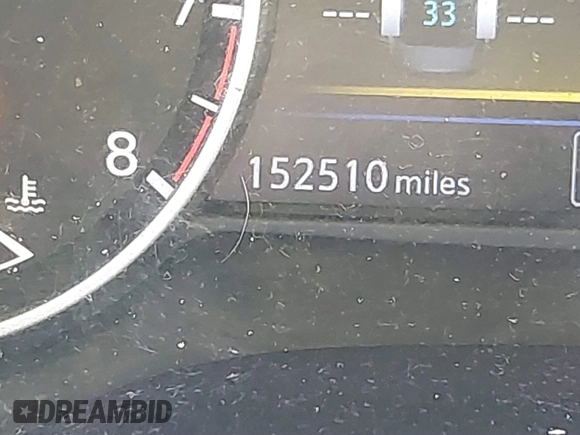 7
--- 33 ---
8
152510 miles
DREAMBID